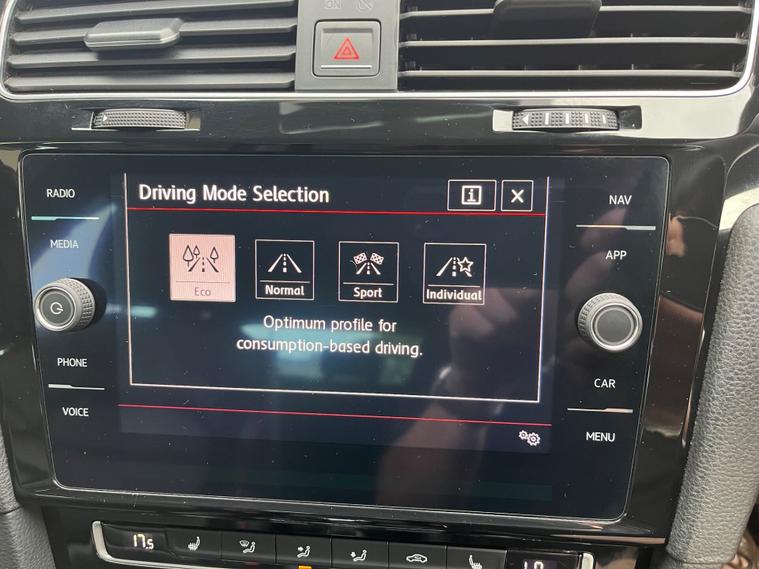 RADIO
MEDIA
PHONE
VOICE
Driving Mode Selection
i
X
Eco
Normal
Sport
Individual
Optimum profile for
consumption-based driving.
NAV
APP
CAR
MENU
17.5